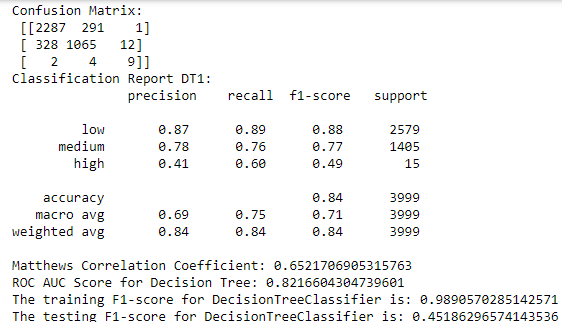 Confusion Matrix:
[[2287 291 1]
[ 328 1065 12]
[ 2 4 9]]
Classification Report DT1:
precision recall f1-score support
low 0.87 0.89 0.88 2579
medium 0.78 0.76 0.77 1405
high 0.41 0.60 0.49 15
accuracy 0.84 3999
macro avg 0.69 0.75 0.71 3999
weighted avg 0.84 0.84 0.84 3999
Matthews Correlation Coefficient: 0.6521706905315763
ROC AUC Score for Decision Tree: 0.8216604304739601
The training F1-score for DecisionTreeClassifier is: 0.9890570285142571
The testing F1-score for DecisionTreeClassifier is: 0.45186296574143536